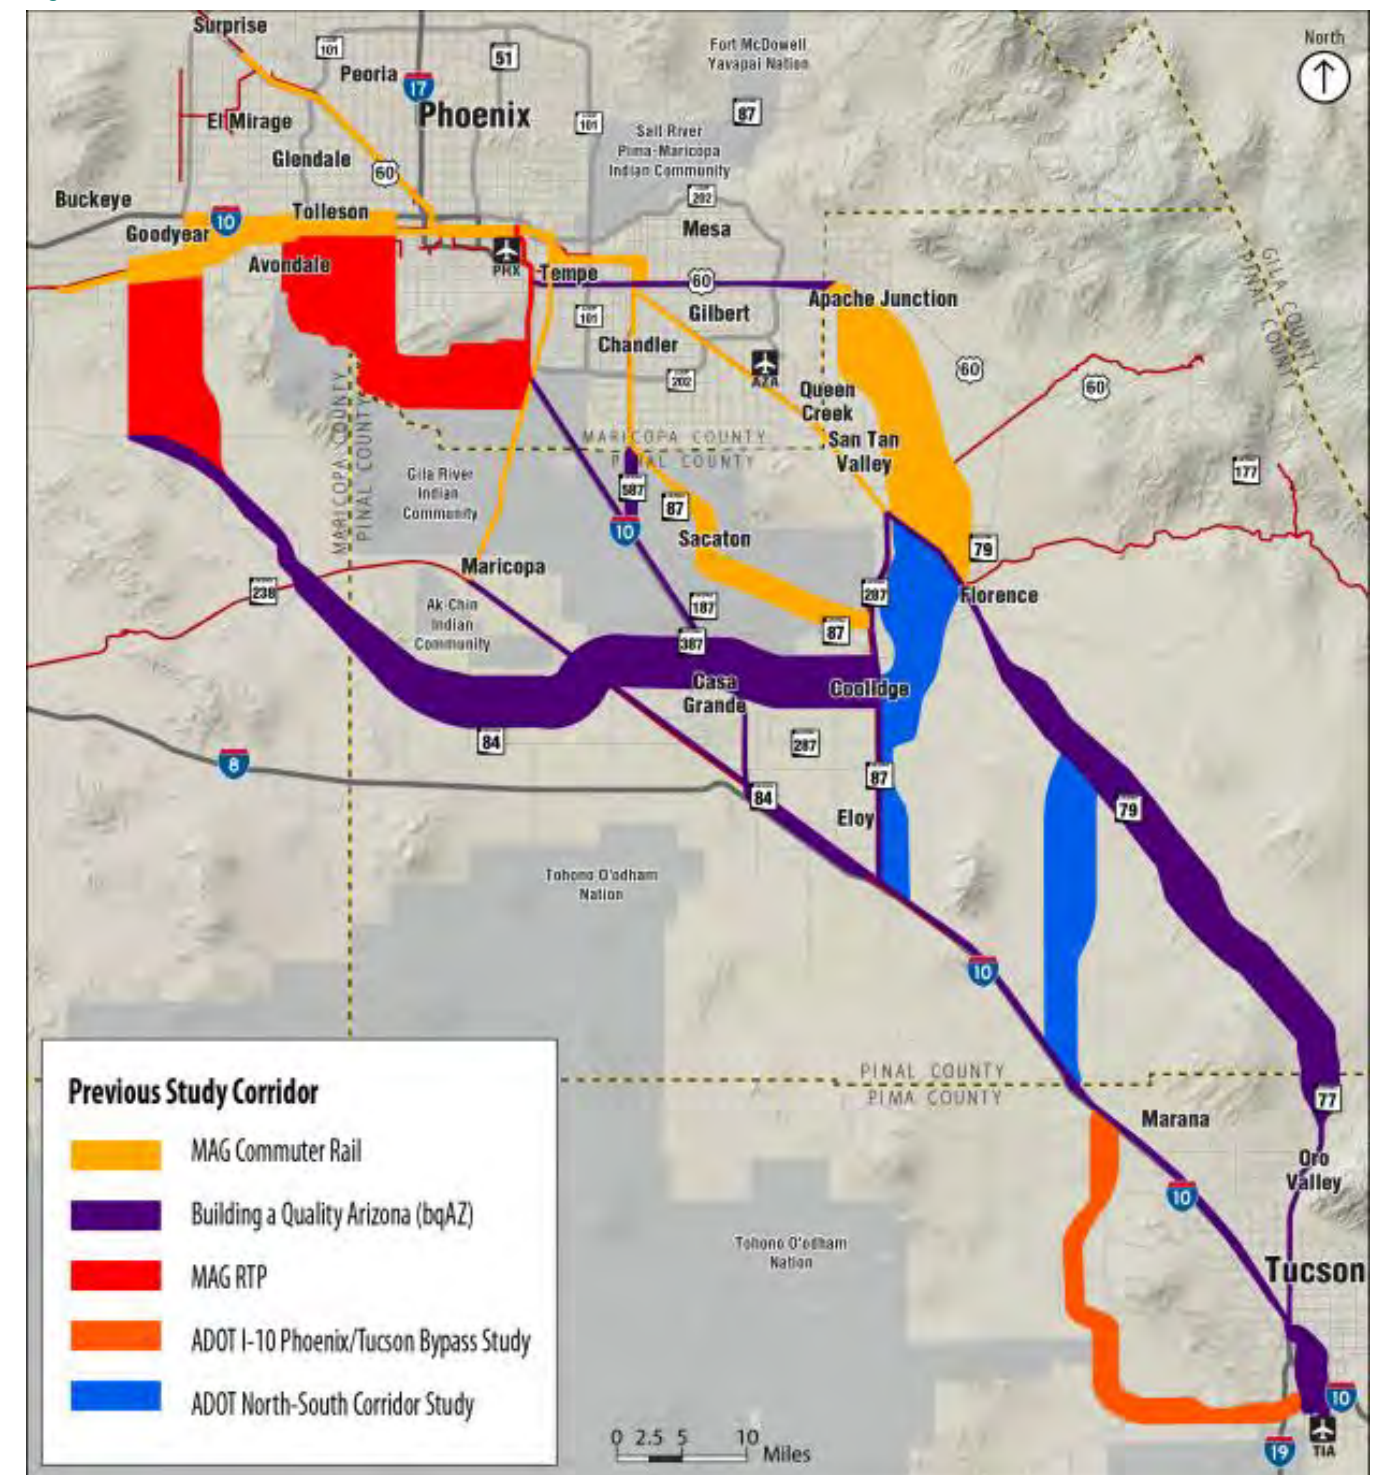 Surprise
LOOP
101
Peoria
17
51
Fort McDowell
Yavapai Nation
North
Phoenix
87
El Mirage
101
Salt River
Pima-Maricopa
Indian Community
Glendale
60
Buckeye
202
Tolleson
10
Goodyear
Mesa
Avondale
PHX
Tempe
60
Apache Junction
GILA COUNTY
PINAL COUNTY
101
Gilbert
Chandler
AZA
202
60
60
Queen
Creek
MARICOPA COUNTY
PINAL COUNTY
San Tan
Valley
MARICOPA COUNTY
PINAL COUNTY
Gila River
Indian
Community
177
587
87
10
Sacaton
79
Maricopa
238
287
Florence
Ak-Chin
Indian
Community
187
87
387
Casa
Grande
Coolidge
84
287
8
87
84
79
Eloy
Tohono O'odham
Nation
10
PINAL COUNTY
PIMA COUNTY
77
Marana
Oro
Valley
10
Tohono O'odham
Nation
Tucson
10
19
TIA
Previous Study Corridor
MAG Commuter Rail
Building a Quality Arizona (bqAZ)
MAG RTP
ADOT I-10 Phoenix/Tucson Bypass Study
ADOT North-South Corridor Study
0 2.5 5 10
Miles